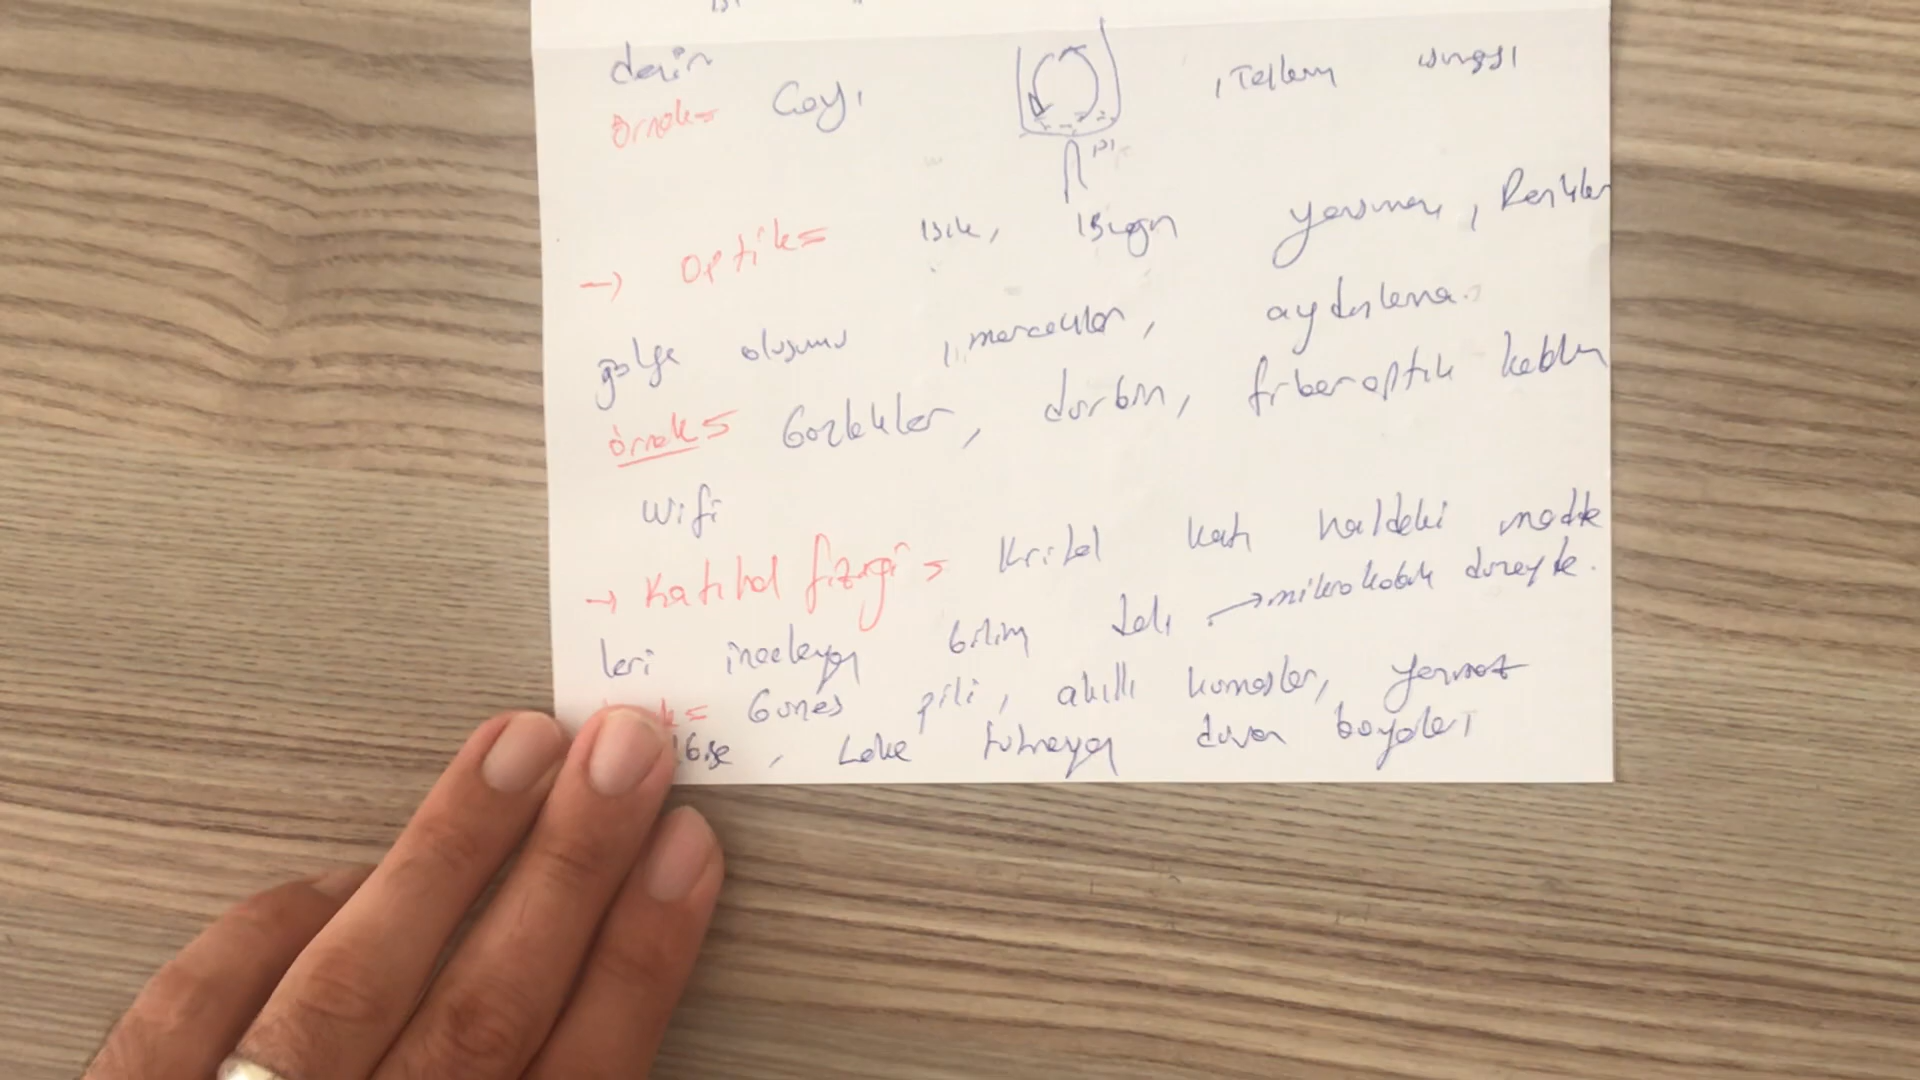 derin
örnek= Çay, ısı, Tellerin ısınması
→ Optik= ışık, ışığın yansıması, Renkler
gölge oluşumu, mercekler, aydınlanma.
örnek= Gözlükler, dürbün, fiberoptik kablo
wifi
→ Katıhal fiziği= Kristal katı haldeki madde
leri inceleyen bilim dalı. → mikroskobik düzeyde.
Güneş pili, akıllı kumaşlar, yanmaz
Leke tutmayan duvar boyaları